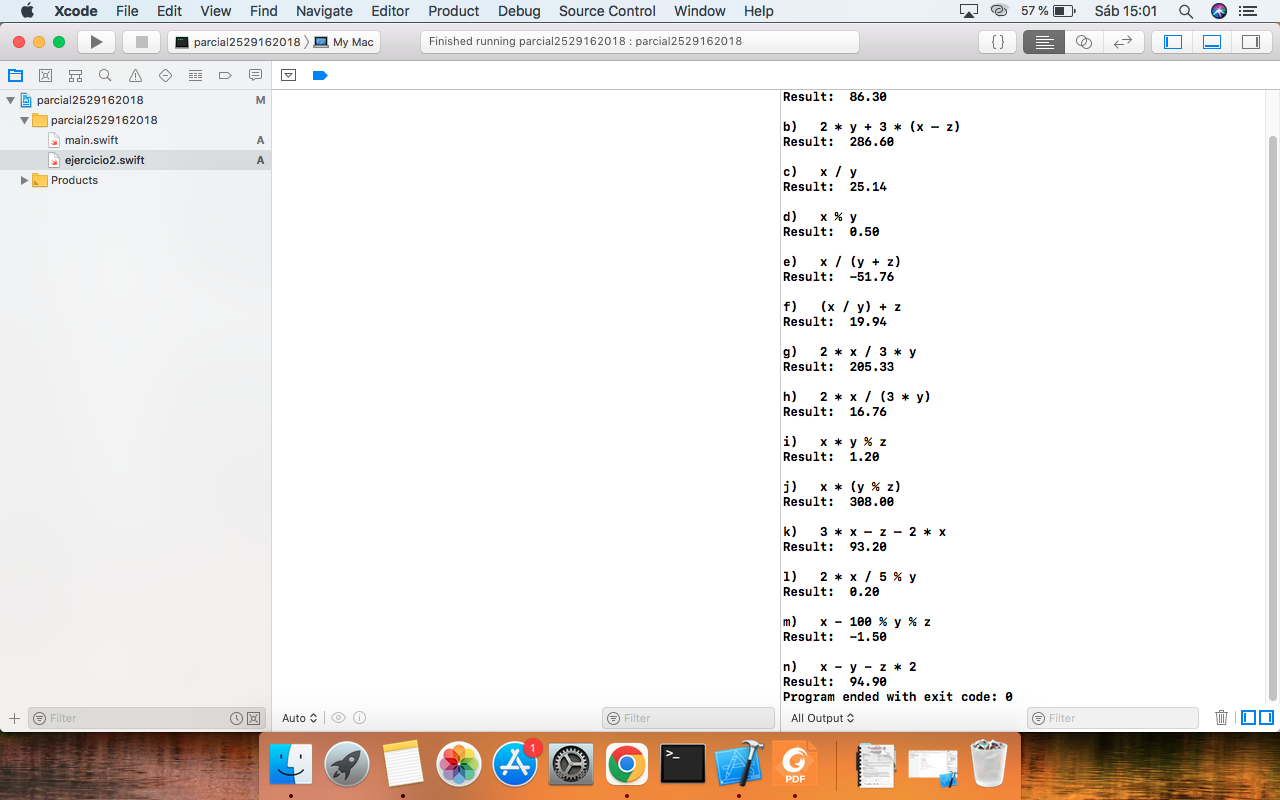 Xcode File Edit View Find Navigate Editor Product Debug Source Control Window Help 57 % Sáb 15:01
parcial2529162018 My Mac Finished running parcial2529162018 : parcial2529162018 {}
parcial2529162018 M
parcial2529162018
main.swift A
ejercicio2.swift A
Products
Result: 86.30
b) 2 * y + 3 * (x – z)
Result: 286.60
c) x / y
Result: 25.14
d) x % y
Result: 0.50
e) x / (y + z)
Result: -51.76
f) (x / y) + z
Result: 19.94
g) 2 * x / 3 * y
Result: 205.33
h) 2 * x / (3 * y)
Result: 16.76
i) x * y % z
Result: 1.20
j) x * (y % z)
Result: 308.00
k) 3 * x – z – 2 * x
Result: 93.20
l) 2 * x / 5 % y
Result: 0.20
m) x - 100 % y % z
Result: -1.50
n) x - y - z * 2
Result: 94.90
Program ended with exit code: 0
Filter Auto Filter All Output Filter
1
>_
PDF